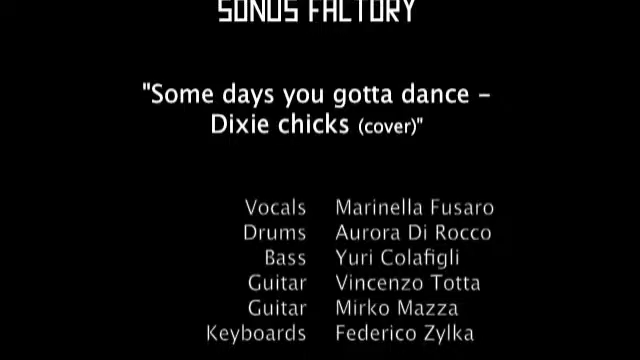 SONUS FACTORY
"Some days you gotta dance –
Dixie chicks (cover)"
Vocals Marinella Fusaro
Drums Aurora Di Rocco
Bass Yuri Colafigli
Guitar Vincenzo Totta
Guitar Mirko Mazza
Keyboards Federico Zylka